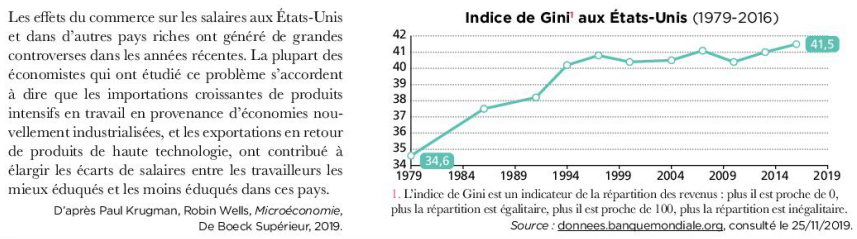 Les effets du commerce sur les salaires aux États-Unis
et dans d'autres pays riches ont généré de grandes
controverses dans les années récentes. La plupart des
économistes qui ont étudié ce problème s'accordent
à dire que les importations croissantes de produits
intensifs en travail en provenance d'économies nou-
vellement industrialisées, et les exportations en retour
de produits de haute technologie, ont contribué à
élargir les écarts de salaires entre les travailleurs les
mieux éduqués et les moins éduqués dans ces pays.
D'après Paul Krugman, Robin Wells, Microéconomie,
De Boeck Supérieur, 2019.
Indice de Gini1 aux États-Unis (1979-2016)
42
41
40
39
38
37
36
35
34
41,5
34,6
1979 1984 1989 1994 1999 2004 2009 2014 2019
1. L'indice de Gini est un indicateur de la répartition des revenus : plus il est proche de 0,
plus la répartition est égalitaire, plus il est proche de 100, plus la répartition est inégalitaire.
Source : donnees.banquemondiale.org, consulté le 25/11/2019.